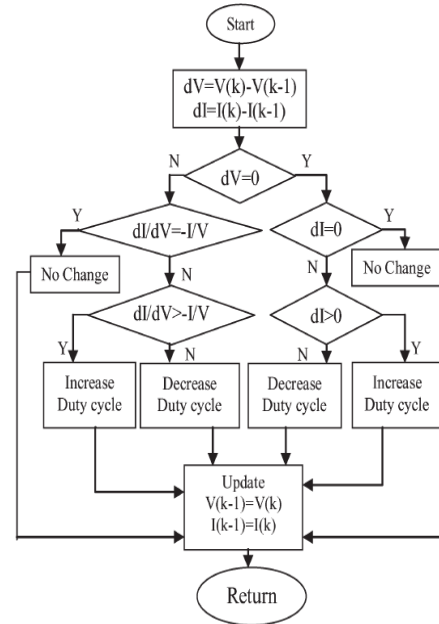 Start
dV=V(k)-V(k-1)
dI=I(k)-I(k-1)
N
Y
dV=0
Y
dI/dV=-I/V
dI=0
Y
No Change
N
N
No Change
dI/dV>-I/V
dI>0
Y
N
N
Y
Increase
Duty cycle
Decrease
Duty cycle
Decrease
Duty cycle
Increase
Duty cycle
Update
V(k-1)=V(k)
I(k-1)=I(k)
Return